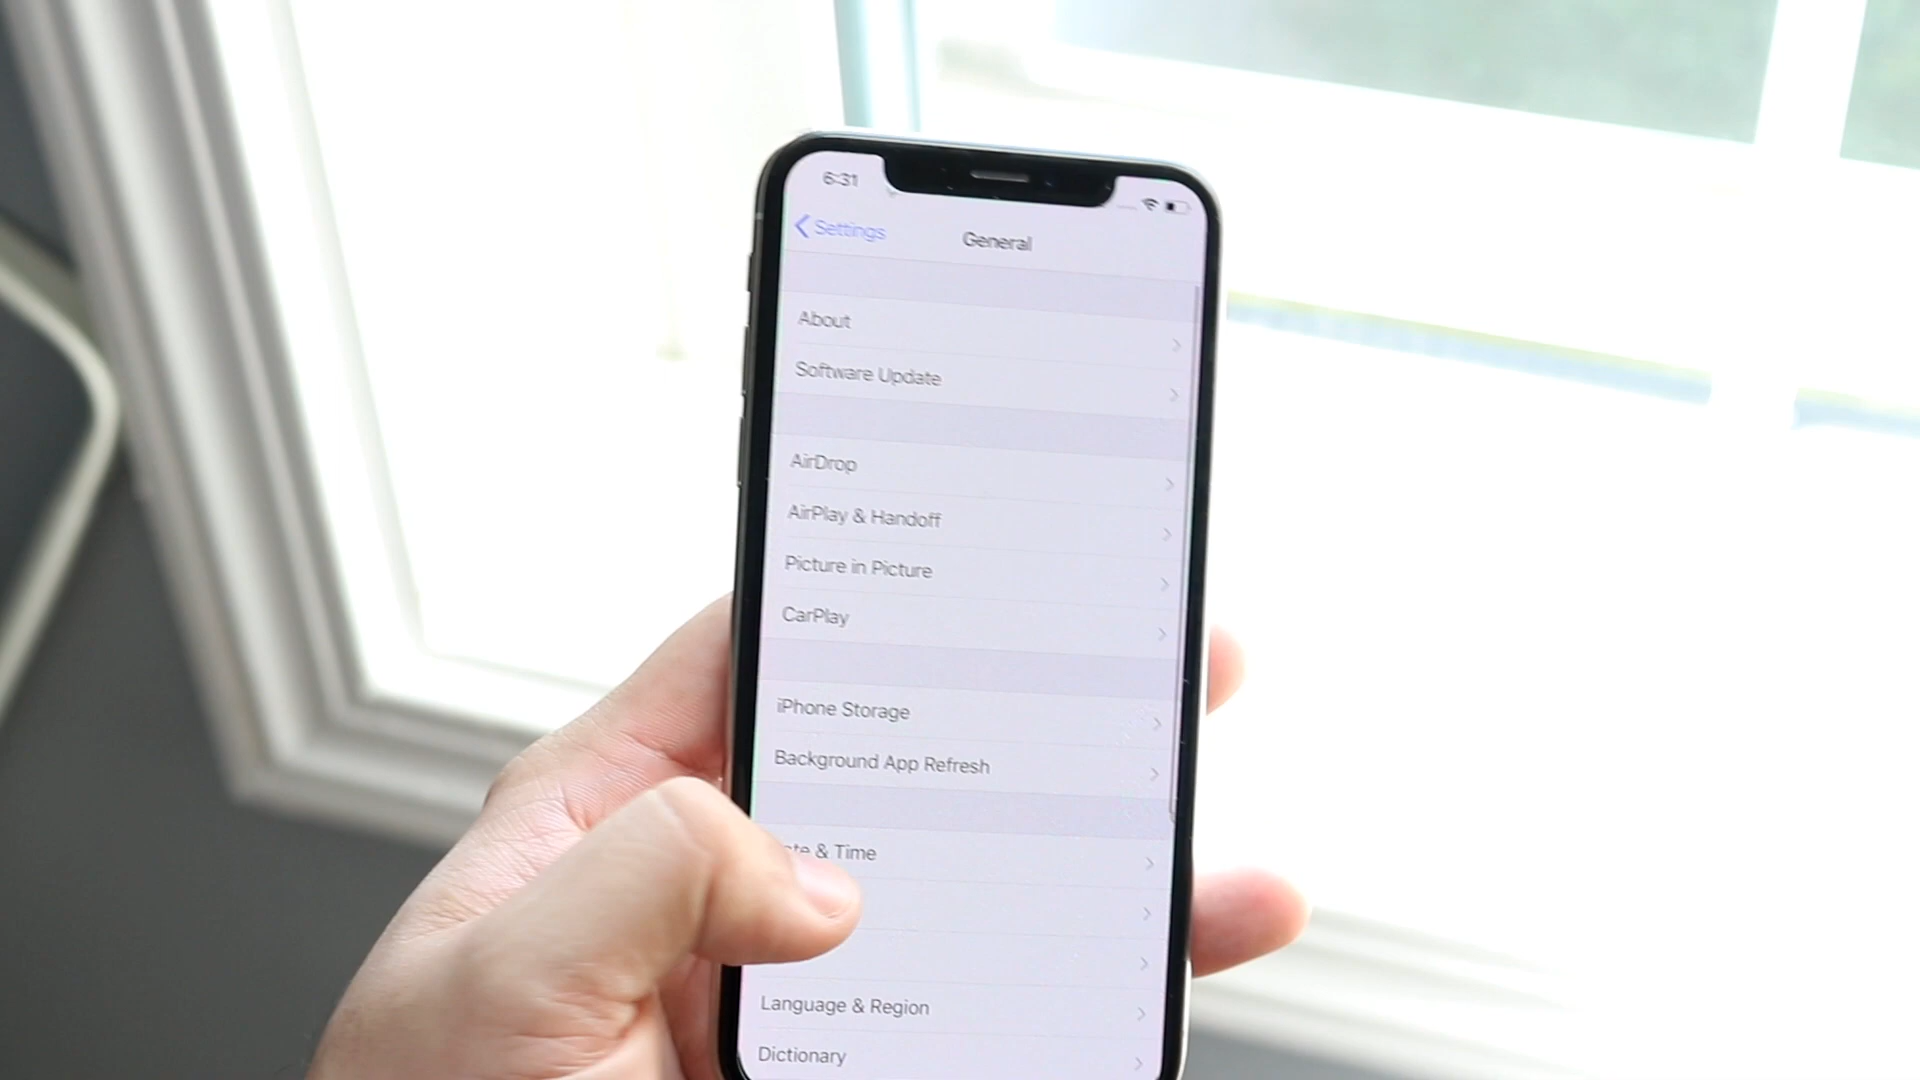 6:31
Settings
General
About
Software Update
AirDrop
AirPlay & Handoff
Picture in Picture
CarPlay
iPhone Storage
Background App Refresh
& Time
Language & Region
Dictionary